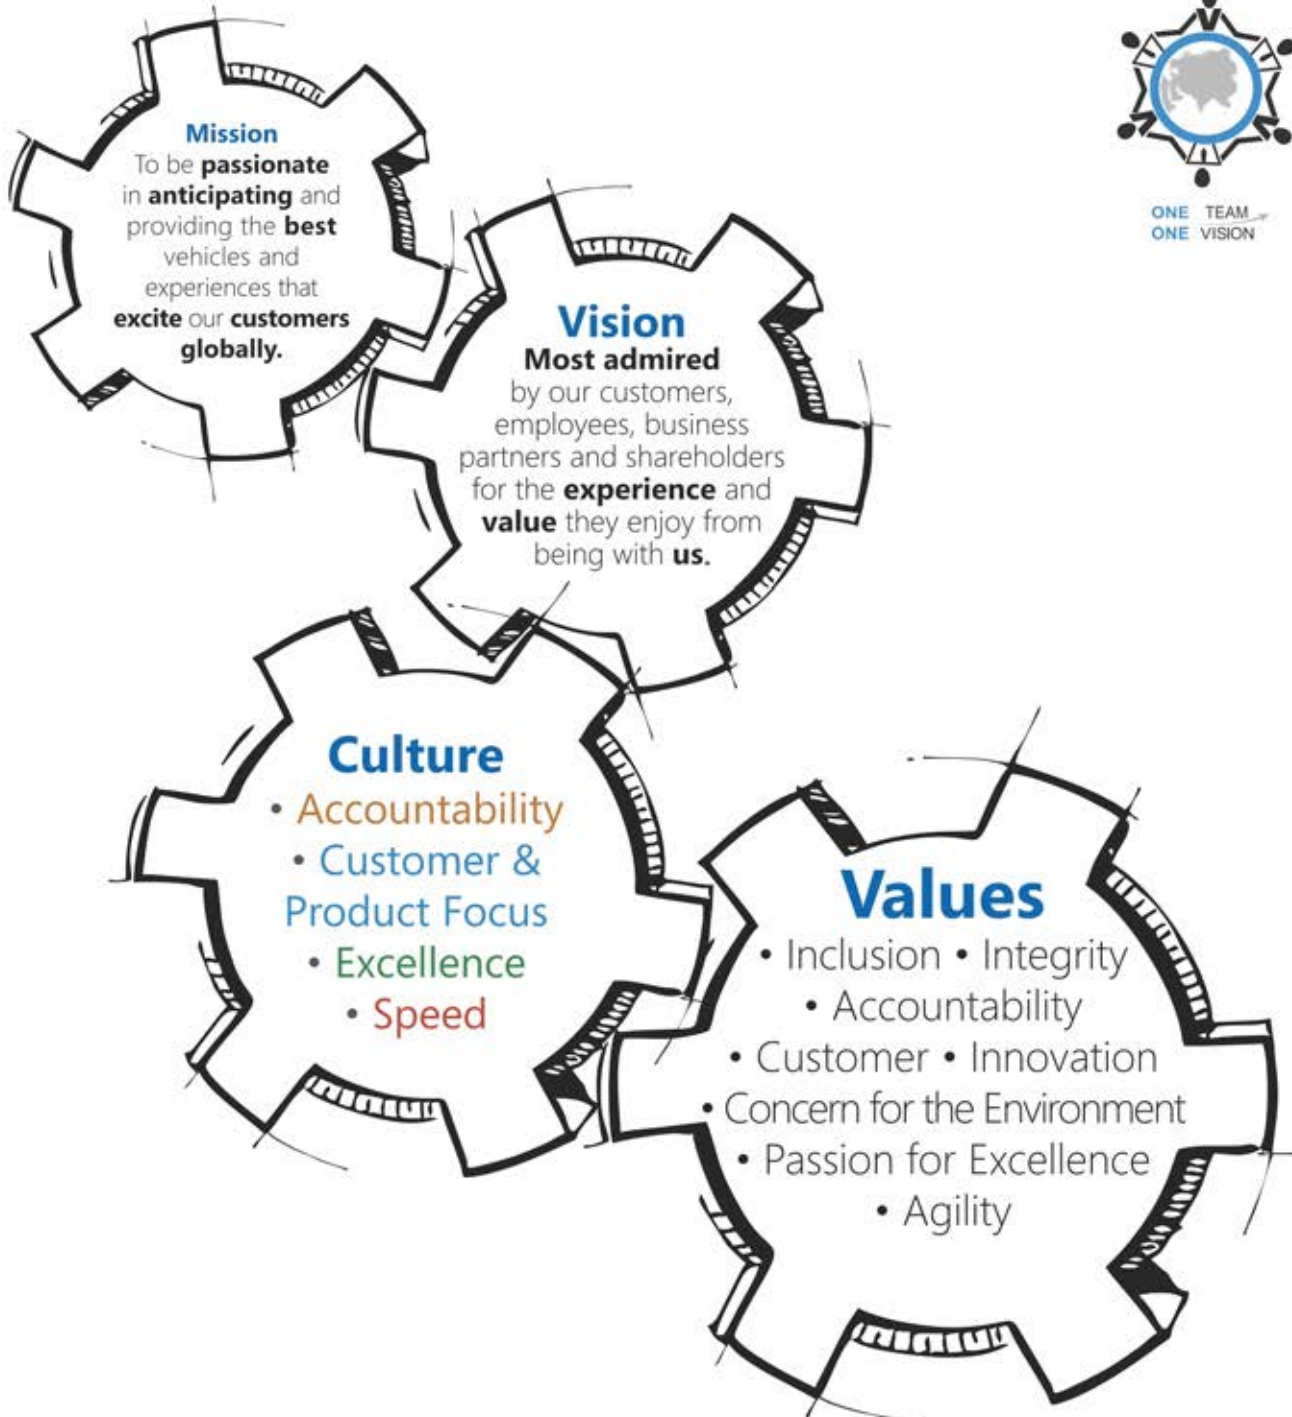 ONE TEAM
ONE VISION
Mission
To be passionate
in anticipating and
providing the best
vehicles and
experiences that
excite our customers
globally.
Vision
Most admired
by our customers,
employees, business
partners and shareholders
for the experience and
value they enjoy from
being with us.
Culture
• Accountability
• Customer &
Product Focus
• Excellence
• Speed
Values
• Inclusion • Integrity
• Accountability
• Customer • Innovation
• Concern for the Environment
• Passion for Excellence
• Agility